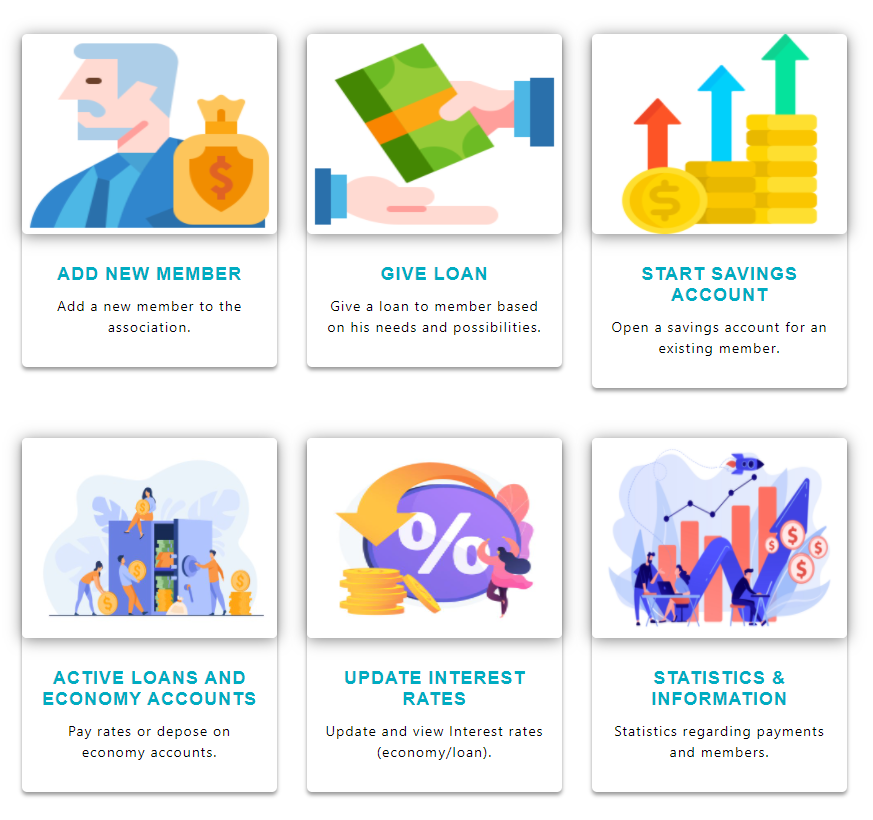 ADD NEW MEMBER
Add a new member to the
association.
GIVE LOAN
Give a loan to member based
on his needs and possibilities.
START SAVINGS
ACCOUNT
Open a savings account for an
existing member.
ACTIVE LOANS AND
ECONOMY ACCOUNTS
Pay rates or depose on
economy accounts.
%
UPDATE INTEREST
RATES
Update and view Interest rates
(economy/loan).
STATISTICS &
INFORMATION
Statistics regarding payments
and members.